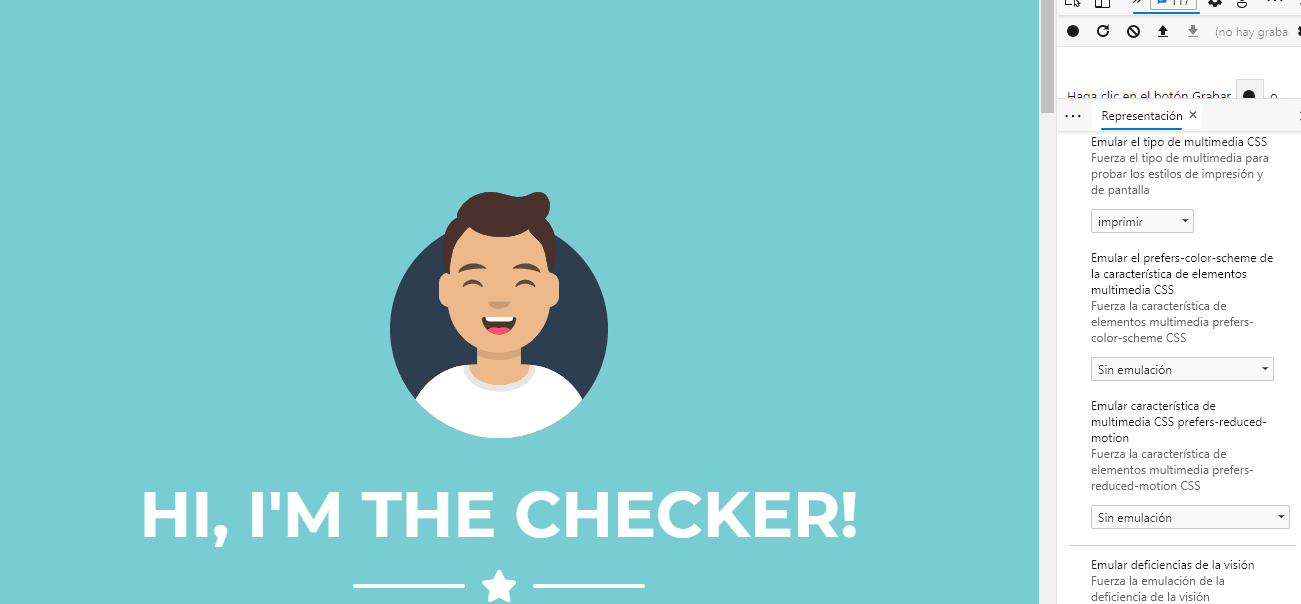 HI, I'M THE CHECKER!
117
(no hay graba
Haga clic en el botón Grabar
o
Representación
Emular el tipo de multimedia CSS
Fuerza el tipo de multimedia para
probar los estilos de impresión y
de pantalla
imprimir
Emular el prefers-color-scheme de
la característica de elementos
multimedia CSS
Fuerza la característica de
elementos multimedia prefers-
color-scheme CSS
Sin emulación
Emular característica de
multimedia CSS prefers-reduced-
motion
Fuerza la característica de
elementos multimedia prefers-
reduced-motion CSS
Sin emulación
Emular deficiencias de la visión
Fuerza la emulación de la
deficiencia de la visión